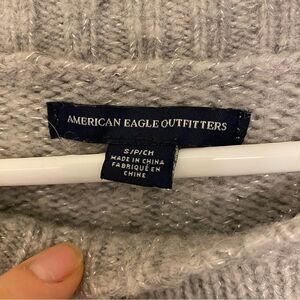 AMERICAN EAGLE OUTFITTERS
S/P/CH
MADE IN CHINA
FABRIQUÉ EN
CHINE